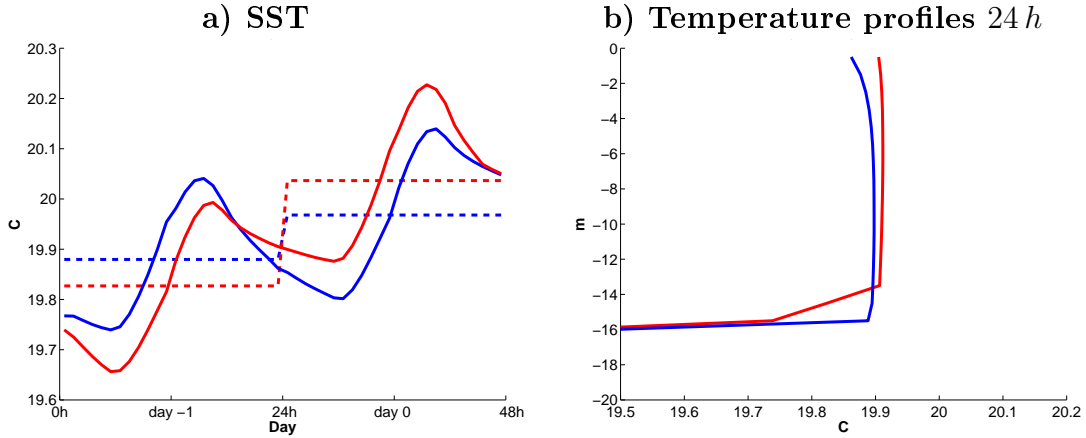 a) SST
20.3
20.2
20.1
20
19.9
19.8
19.7
19.6
C
0h day −1 24h day 0 48h
Day
b) Temperature profiles 24 h
0
−2
−4
−6
−8
−10
−12
−14
−16
−18
−20
m
19.5 19.6 19.7 19.8 19.9 20 20.1 20.2
C